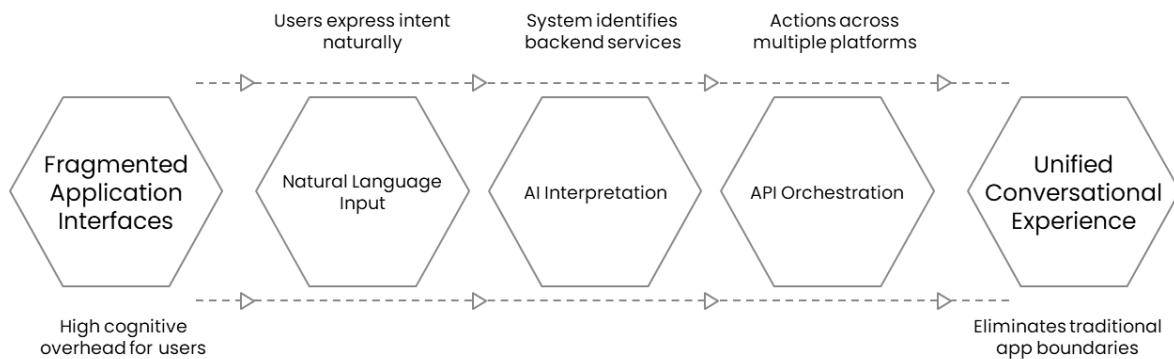 Users express intent
naturally
System identifies
backend services
Actions across
multiple platforms
Fragmented
Application
Interfaces
Natural Language
Input
AI Interpretation
API Orchestration
Unified
Conversational
Experience
High cognitive
overhead for users
Eliminates traditional
app boundaries